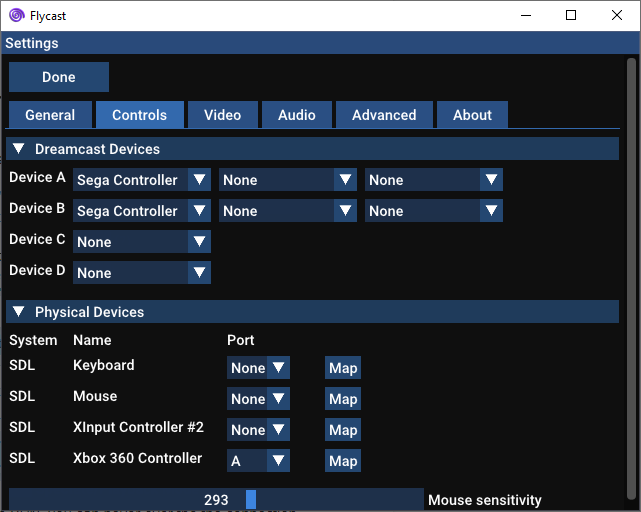 Flycast
Settings
Done
General Controls Video Audio Advanced About
Dreamcast Devices
Device A Sega Controller None None
Device B Sega Controller None None
Device C None
Device D None
Physical Devices
System Name Port
SDL Keyboard None Map
SDL Mouse None Map
SDL XInput Controller #2 None Map
SDL Xbox 360 Controller A Map
293 Mouse sensitivity